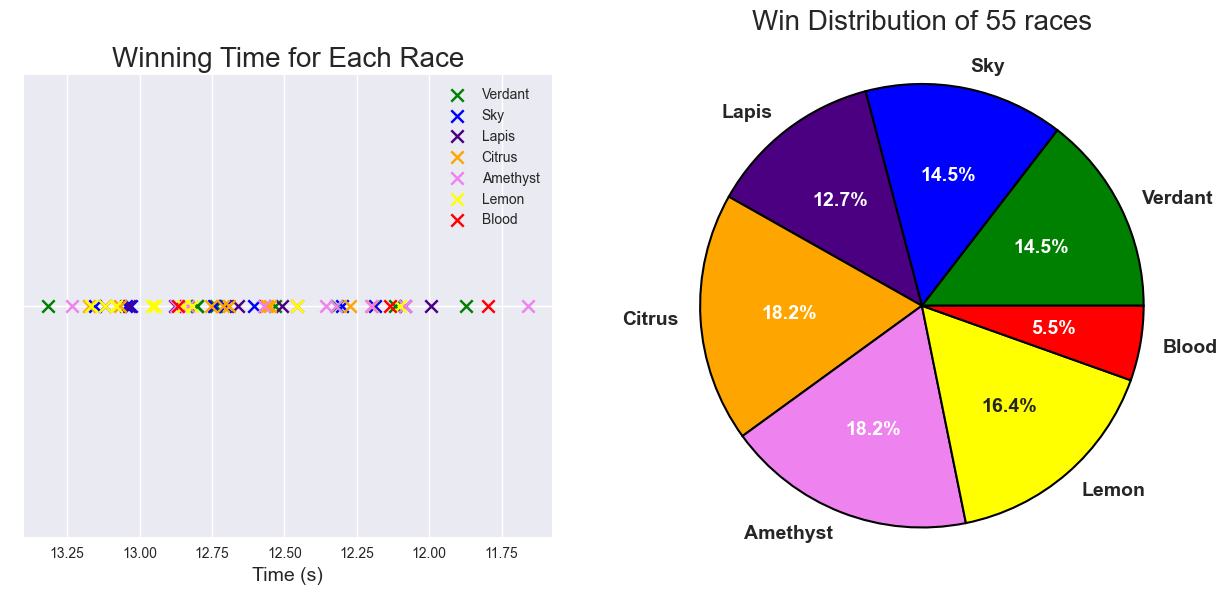 Winning Time for Each Race
Verdant
Sky
Lapis
Citrus
Amethyst
Lemon
Blood
13.25 13.00 12.75 12.50 12.25 12.00 11.75
Time (s)
Win Distribution of 55 races
Sky
Lapis
Verdant
Citrus
Blood
Lemon
Amethyst
14.5%
12.7%
14.5%
18.2%
5.5%
16.4%
18.2%